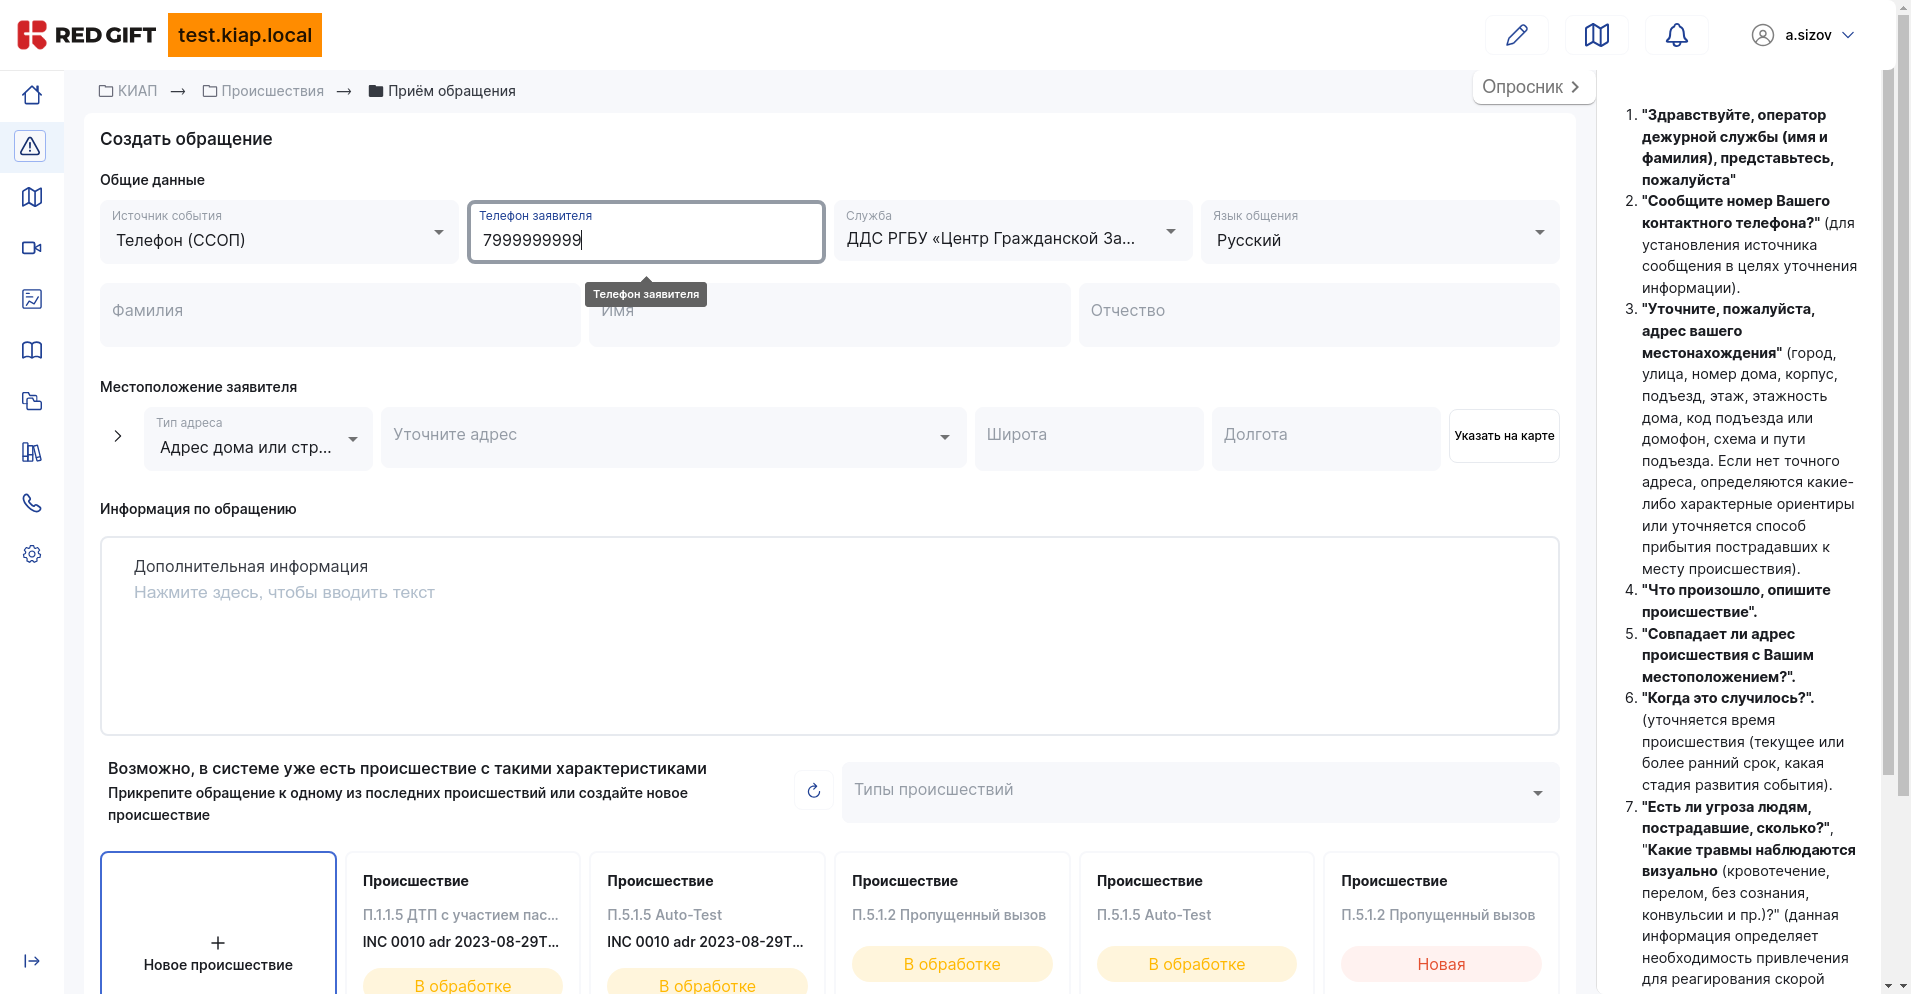 RED GIFT
test.kiap.local
a.sizov
КИАП → Происшествия → Приём обращения
Опросник
Создать обращение
Общие данные
Источник события
Телефон (ССОП)
Телефон заявителя
7999999999
Служба
ДДС РГБУ «Центр Гражданской За...
Язык общения
Русский
Телефон заявителя
Фамилия
Имя
Отчество
Местоположение заявителя
Тип адреса
Адрес дома или стр...
Уточните адрес
Широта
Долгота
Указать на карте
Информация по обращению
Дополнительная информация
Нажмите здесь, чтобы вводить текст
Возможно, в системе уже есть происшествие с такими характеристиками
Прикрепите обращение к одному из последних происшествий или создайте новое
происшествие
Типы происшествий
Новое происшествие
Происшествие
П.1.1.5 ДТП с участием пас...
INC 0010 adr 2023-08-29T...
В обработке
Происшествие
П.5.1.5 Auto-Test
INC 0010 adr 2023-08-29T...
В обработке
Происшествие
П.5.1.2 Пропущенный вызов
В обработке
Происшествие
П.5.1.5 Auto-Test
В обработке
Происшествие
П.5.1.2 Пропущенный вызов
Новая
1. "Здравствуйте, оператор
дежурной службы (имя и
фамилия), представьтесь,
пожалуйста"
2. "Сообщите номер Вашего
контактного телефона?" (для
установления источника
сообщения в целях уточнения
информации).
3. "Уточните, пожалуйста,
адрес вашего
местонахождения" (город,
улица, номер дома, корпус,
подъезд, этаж, этажность
дома, код подъезда или
домофон, схема и пути
подъезда. Если нет точного
адреса, определяются какие-
либо характерные ориентиры
или уточняется способ
прибытия пострадавших к
месту происшествия).
4. "Что произошло, опишите
происшествие".
5. "Совпадает ли адрес
происшествия с Вашим
местоположением?".
6. "Когда это случилось?".
(уточняется время
происшествия (текущее или
более ранний срок, какая
стадия развития события).
7. "Есть ли угроза людям,
пострадавшие, сколько?",
"Какие травмы наблюдаются
визуально (кровотечение,
перелом, без сознания,
конвульсии и пр.)?" (данная
информация определяет
необходимость привлечения
для реагирования скорой